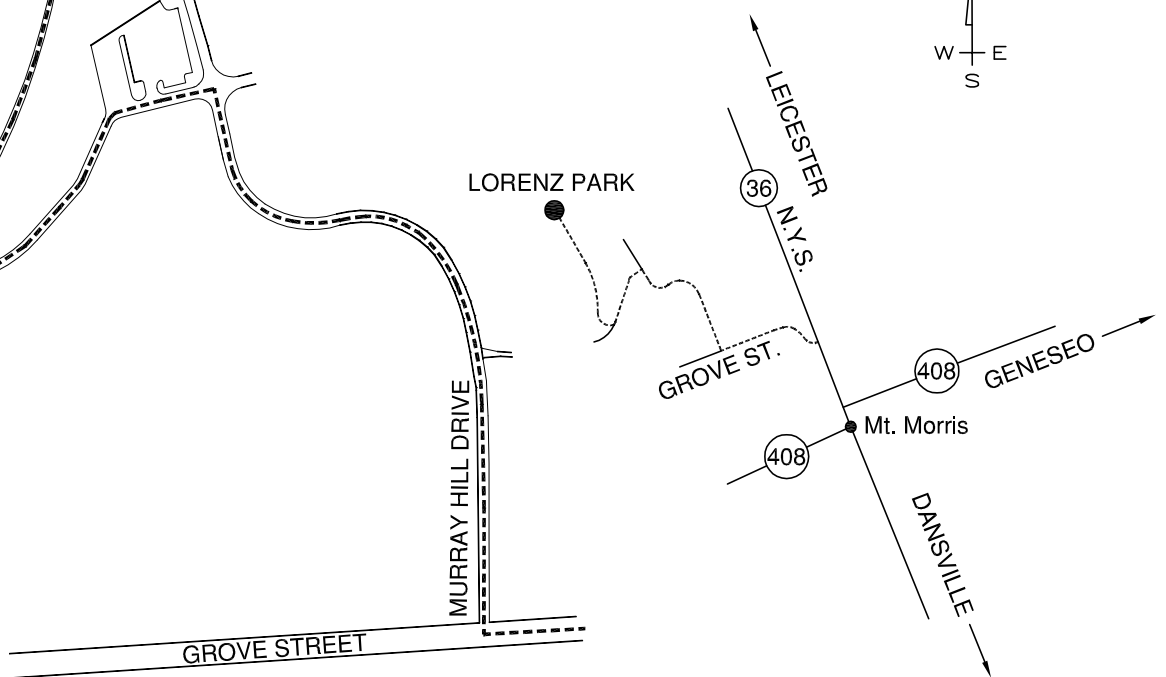 W E
S
LEICESTER
LORENZ PARK
36
N.Y.S.
GROVE ST.
408
GENESEO
Mt. Morris
408
MURRAY HILL DRIVE
DANSVILLE
GROVE STREET